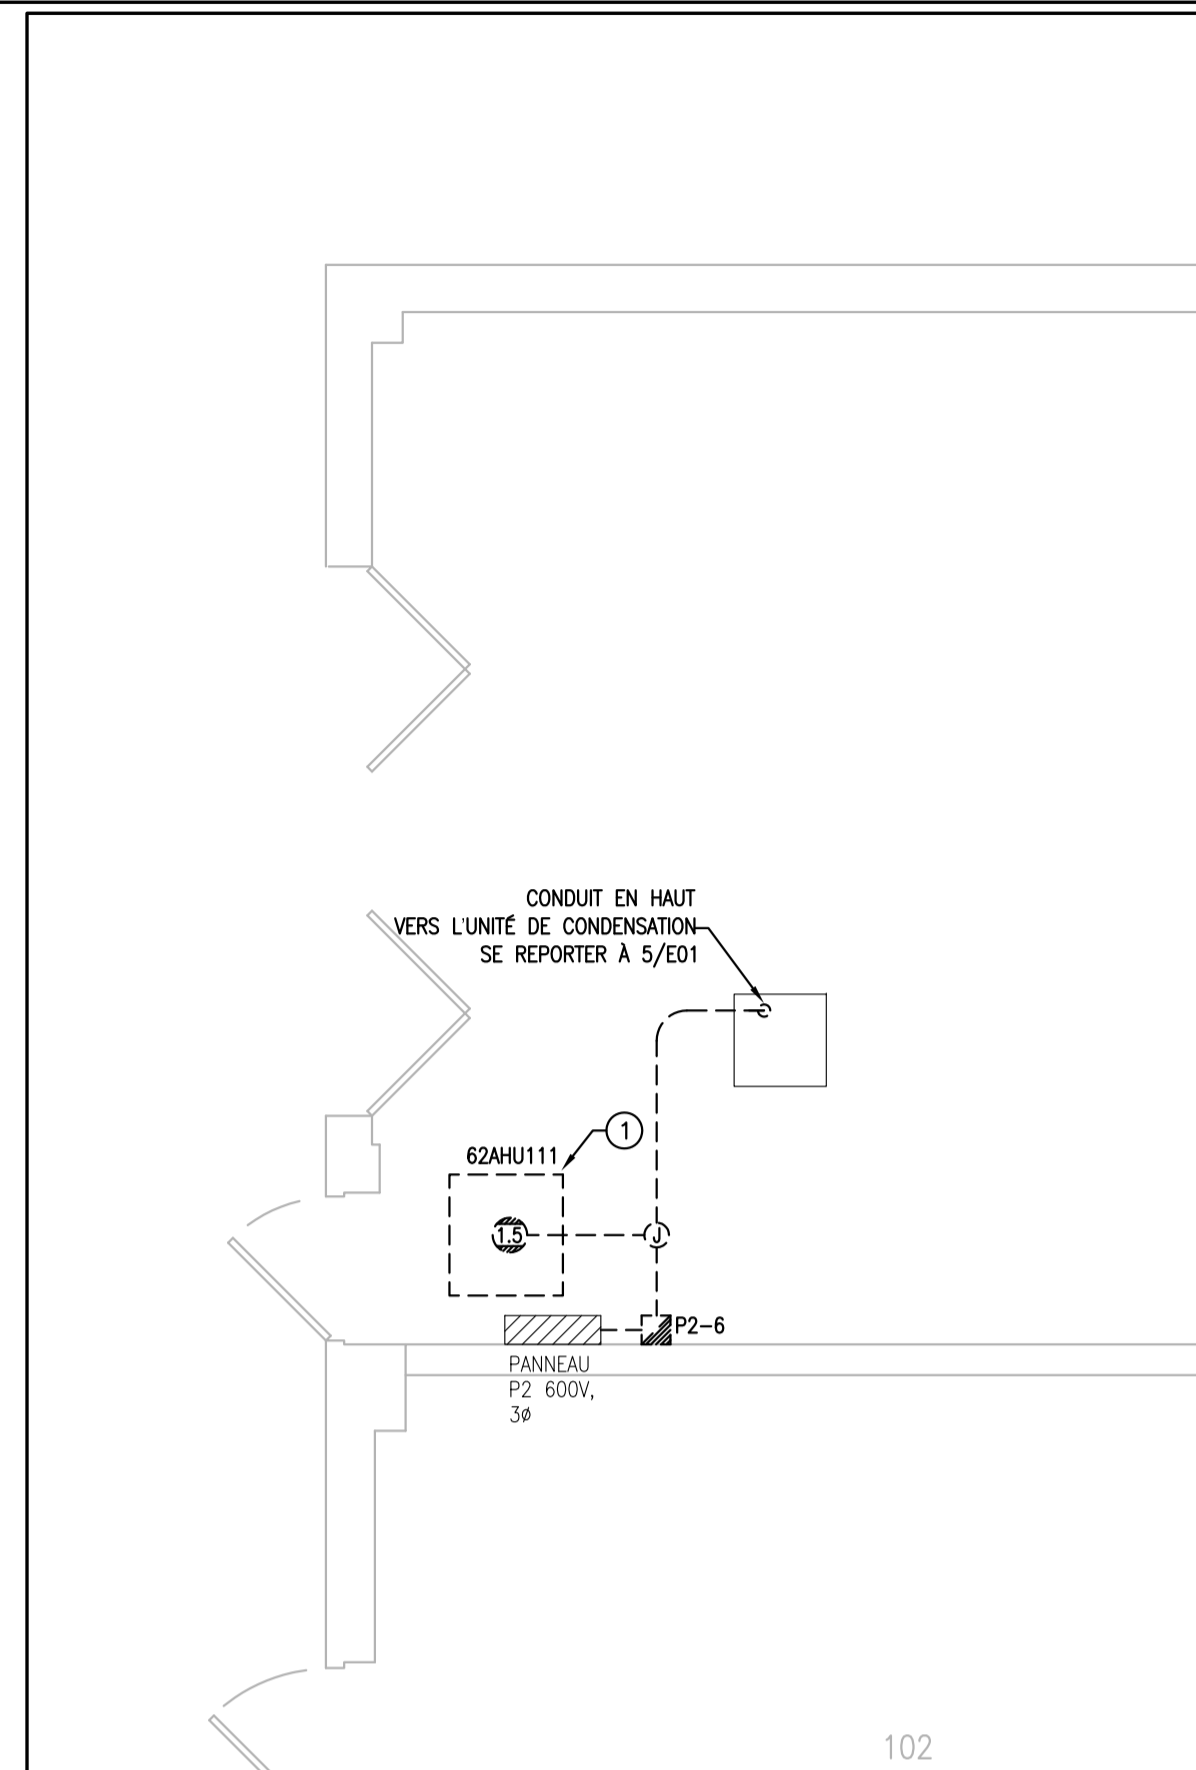 CONDUIT EN HAUT
VERS L'UNITÉ DE CONDENSATION
SE REPORTER À 5/E01
1
62AHU111
1.5
J
P2-6
PANNEAU
P2 600V,
3ø
102